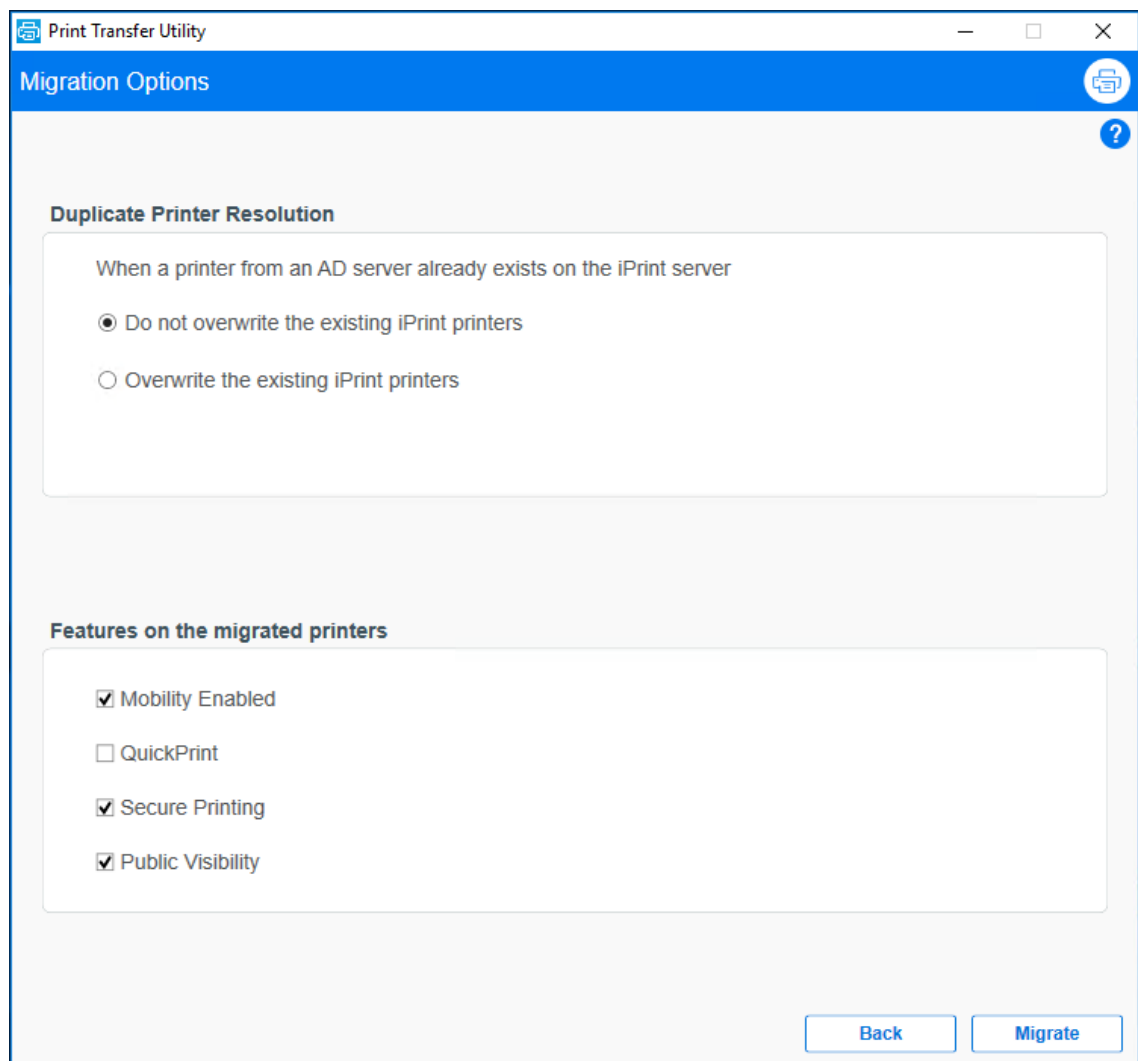 Print Transfer Utility
Migration Options
?
Duplicate Printer Resolution
When a printer from an AD server already exists on the iPrint server
Do not overwrite the existing iPrint printers
Overwrite the existing iPrint printers
Features on the migrated printers
Mobility Enabled
QuickPrint
Secure Printing
Public Visibility
Back Migrate